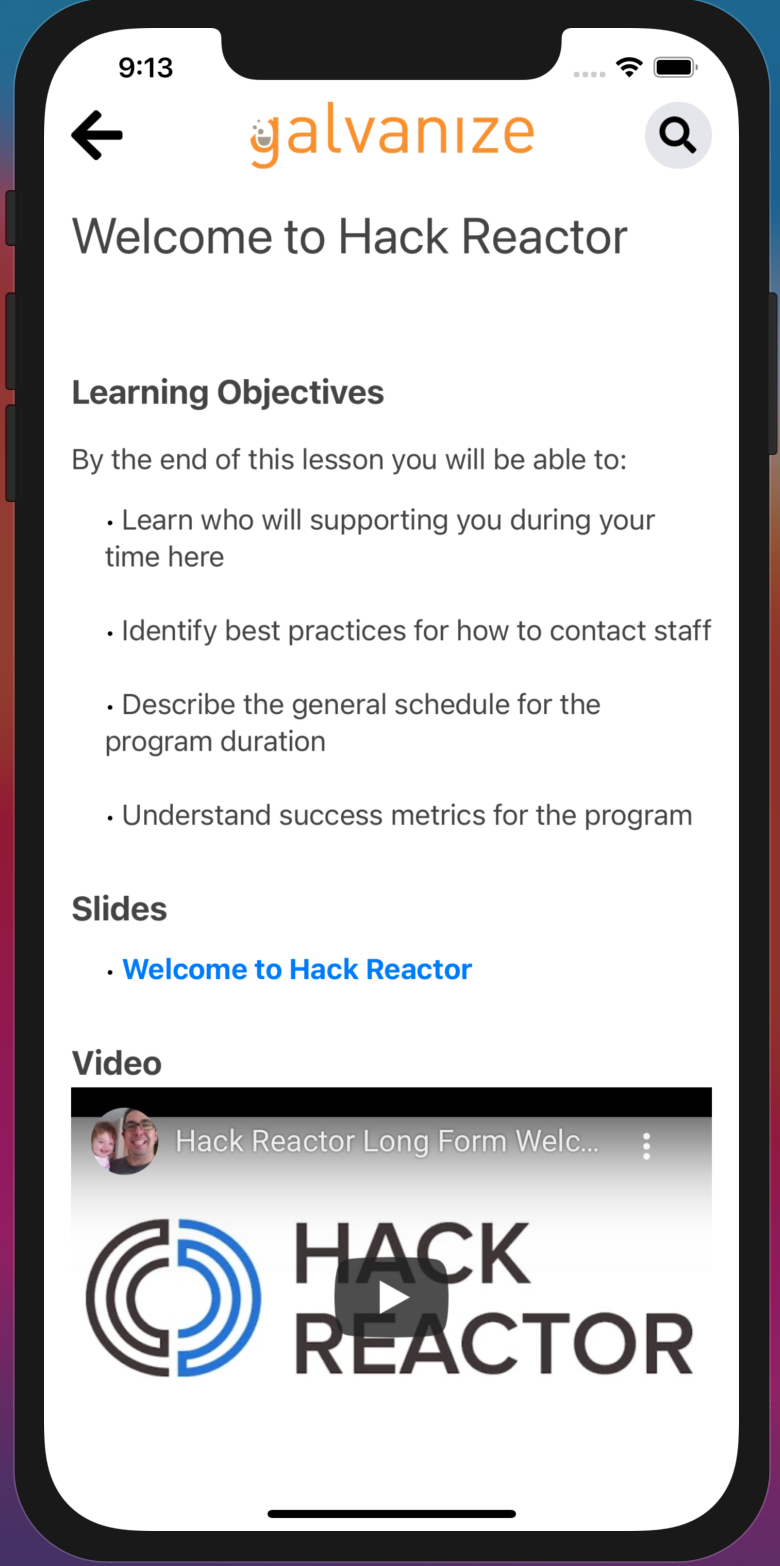 9:13
galvanize
Welcome to Hack Reactor
Learning Objectives
By the end of this lesson you will be able to:
• Learn who will supporting you during your
time here
• Identify best practices for how to contact staff
• Describe the general schedule for the
program duration
• Understand success metrics for the program
Slides
• Welcome to Hack Reactor
Video
Hack Reactor Long Form Welc...
HACK
REACTOR